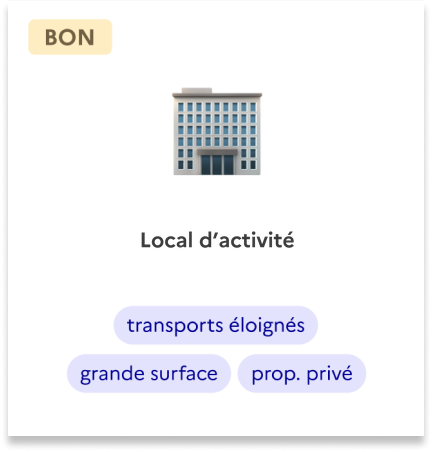 BON
Local d’activité
transports éloignés
grande surface prop. privé